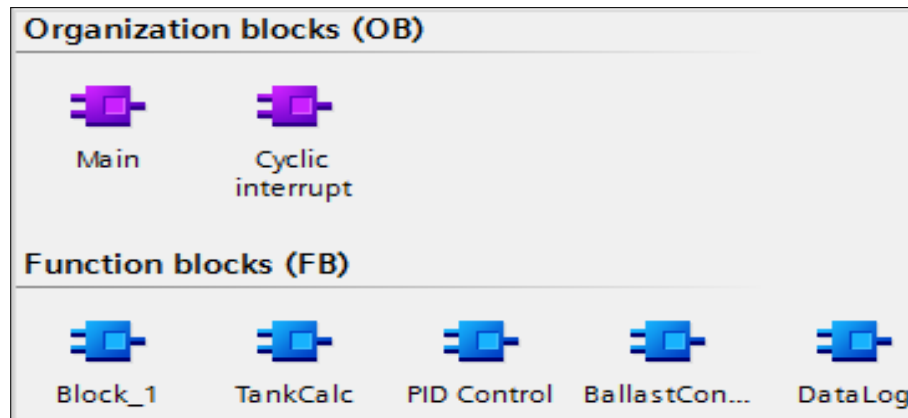 Organization blocks (OB)
Main
Cyclic
interrupt
Function blocks (FB)
Block_1
TankCalc
PID Control
BallastCon...
DataLog